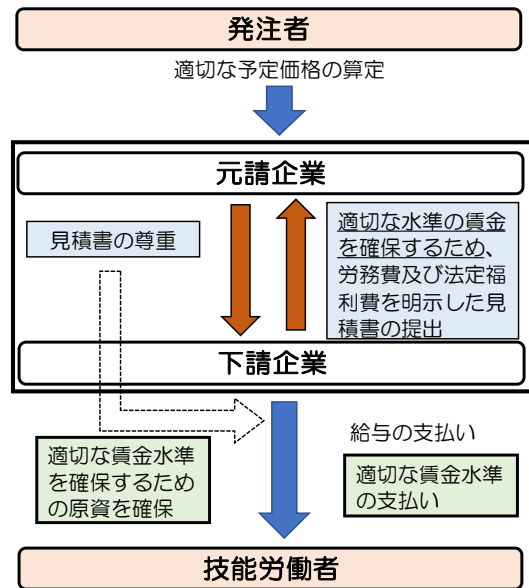 発注者
適切な予定価格の算定
元請企業
見積書の尊重
適切な水準の賃金
を確保するため、
労務費及び法定福
利費を明示した見
積書の提出
下請企業
給与の支払い
適切な賃金水準
を確保するため
の原資を確保
適切な賃金水準
の支払い
技能労働者